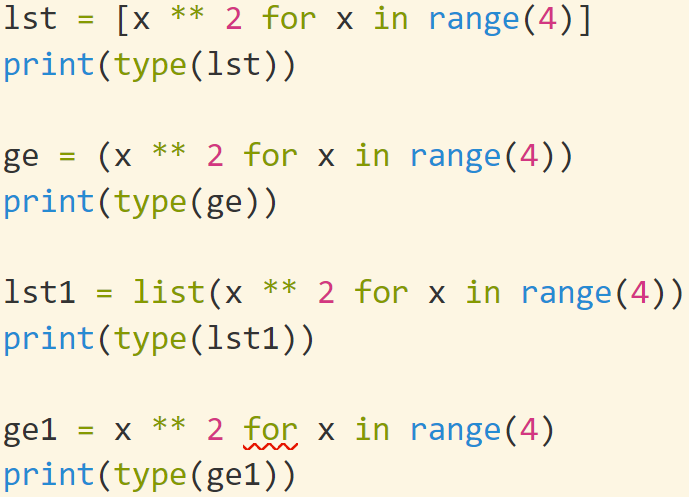 lst = [x ** 2 for x in range(4)]
print(type(lst))
ge = (x ** 2 for x in range(4))
print(type(ge))
lst1 = list(x ** 2 for x in range(4))
print(type(lst1))
ge1 = x ** 2 for x in range(4)
print(type(ge1))